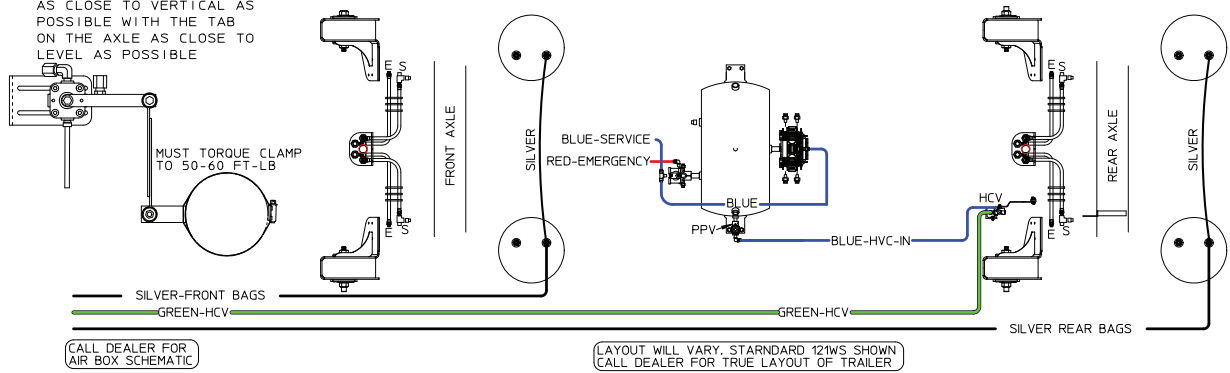 AS CLOSE TO VERTICAL AS
POSSIBLE WITH THE TAB
ON THE AXLE AS CLOSE TO
LEVEL AS POSSIBLE
MUST TORQUE CLAMP
TO 50-60 FT-LB
E S
E S
FRONT AXLE
SILVER
BLUE-SERVICE
RED-EMERGENCY
BLUE
PPV
BLUE-HVC-IN
HCV
E S
E S
REAR AXLE
SILVER
SILVER-FRONT BAGS
GREEN-HCV
GREEN-HCV
SILVER REAR BAGS
CALL DEALER FOR
AIR BOX SCHEMATIC
LAYOUT WILL VARY. STARNDARD 121WS SHOWN
CALL DEALER FOR TRUE LAYOUT OF TRAILER